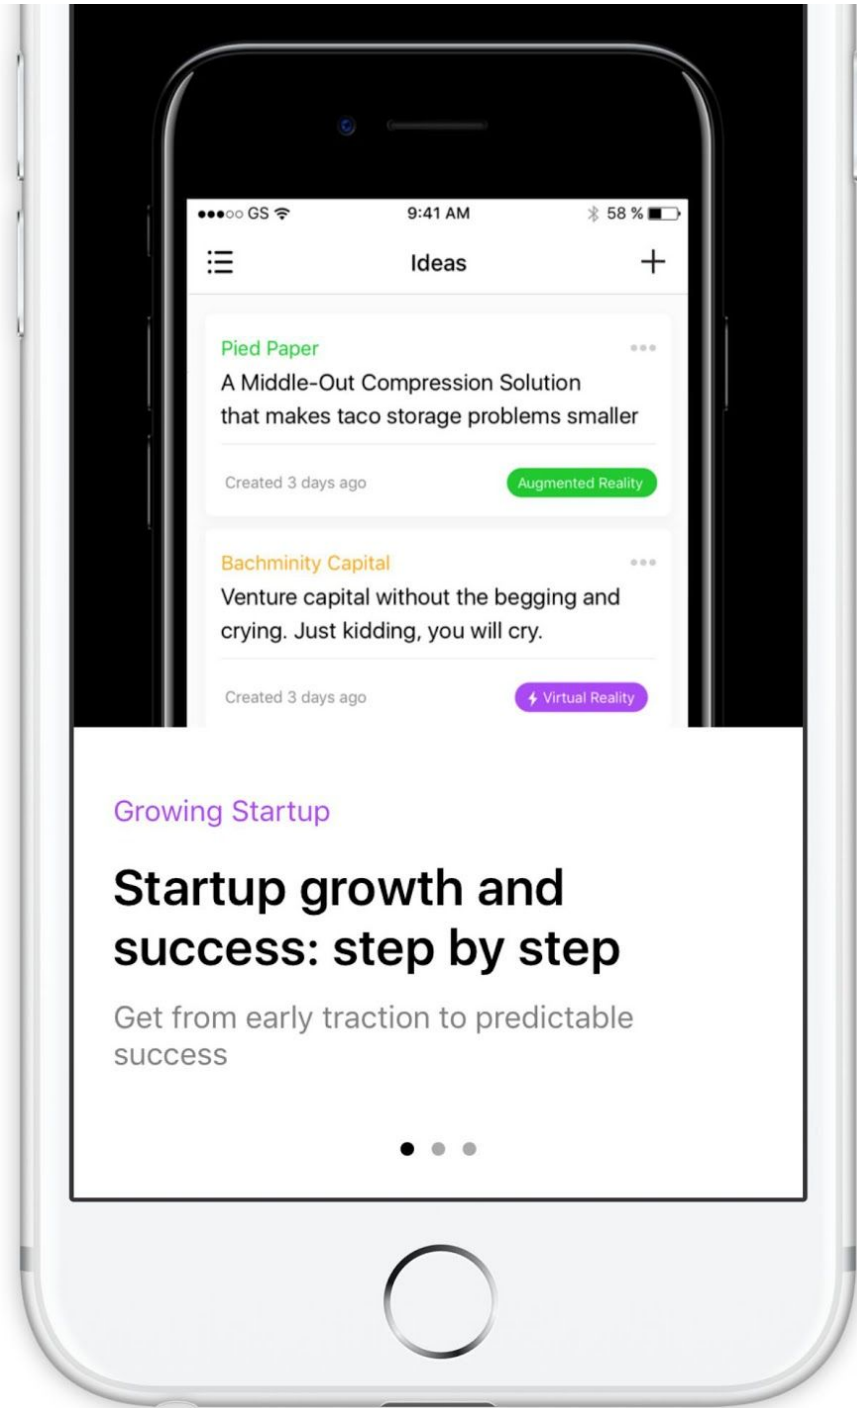 GS 9:41 AM 58 %
Ideas
Pied Paper
A Middle-Out Compression Solution
that makes taco storage problems smaller
Created 3 days ago Augmented Reality
Bachminity Capital
Venture capital without the begging and
crying. Just kidding, you will cry.
Created 3 days ago Virtual Reality
Growing Startup
Startup growth and
success: step by step
Get from early traction to predictable
success